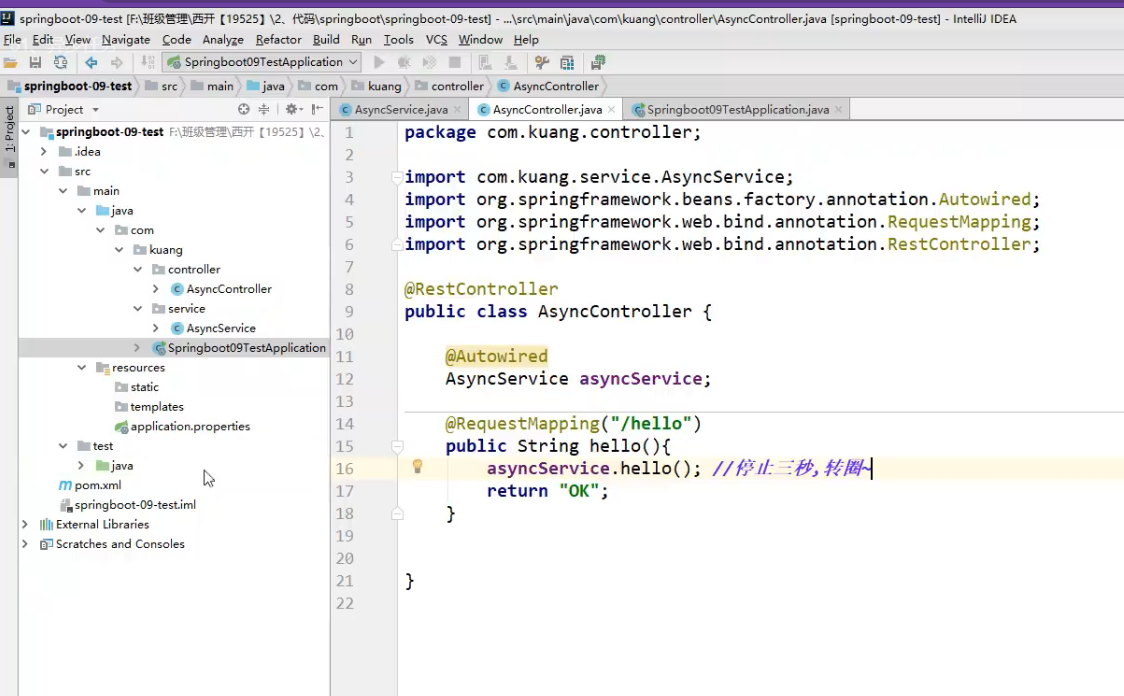 springboot-09-test [F:\班级管理\西开【19525】\2、代码\springboot\springboot-09-test] - ...\src\main\java\com\kuang\controller\AsyncController.java [springboot-09-test] - IntelliJ IDEA
File Edit View Navigate Code Analyze Refactor Build Run Tools VCS Window Help
Springboot09TestApplication
springboot-09-test src main java com kuang controller AsyncController
1: Project
Project
AsyncService.java AsyncController.java Springboot09TestApplication.java
springboot-09-test F:\班级管理\西开【19525】\2、
.idea
src
main
java
com
kuang
controller
AsyncController
service
AsyncService
Springboot09TestApplication
resources
static
templates
application.properties
test
java
pom.xml
springboot-09-test.iml
External Libraries
Scratches and Consoles
1 package com.kuang.controller;
2
3 import com.kuang.service.AsyncService;
4 import org.springframework.beans.factory.annotation.Autowired;
5 import org.springframework.web.bind.annotation.RequestMapping;
6 import org.springframework.web.bind.annotation.RestController;
7
8 @RestController
9 public class AsyncController {
10
11 @Autowired
12 AsyncService asyncService;
13
14 @RequestMapping("/hello")
15 public String hello(){
16 asyncService.hello(); //停止三秒,转圈~
17 return "OK";
18 }
19
20
21 }
22